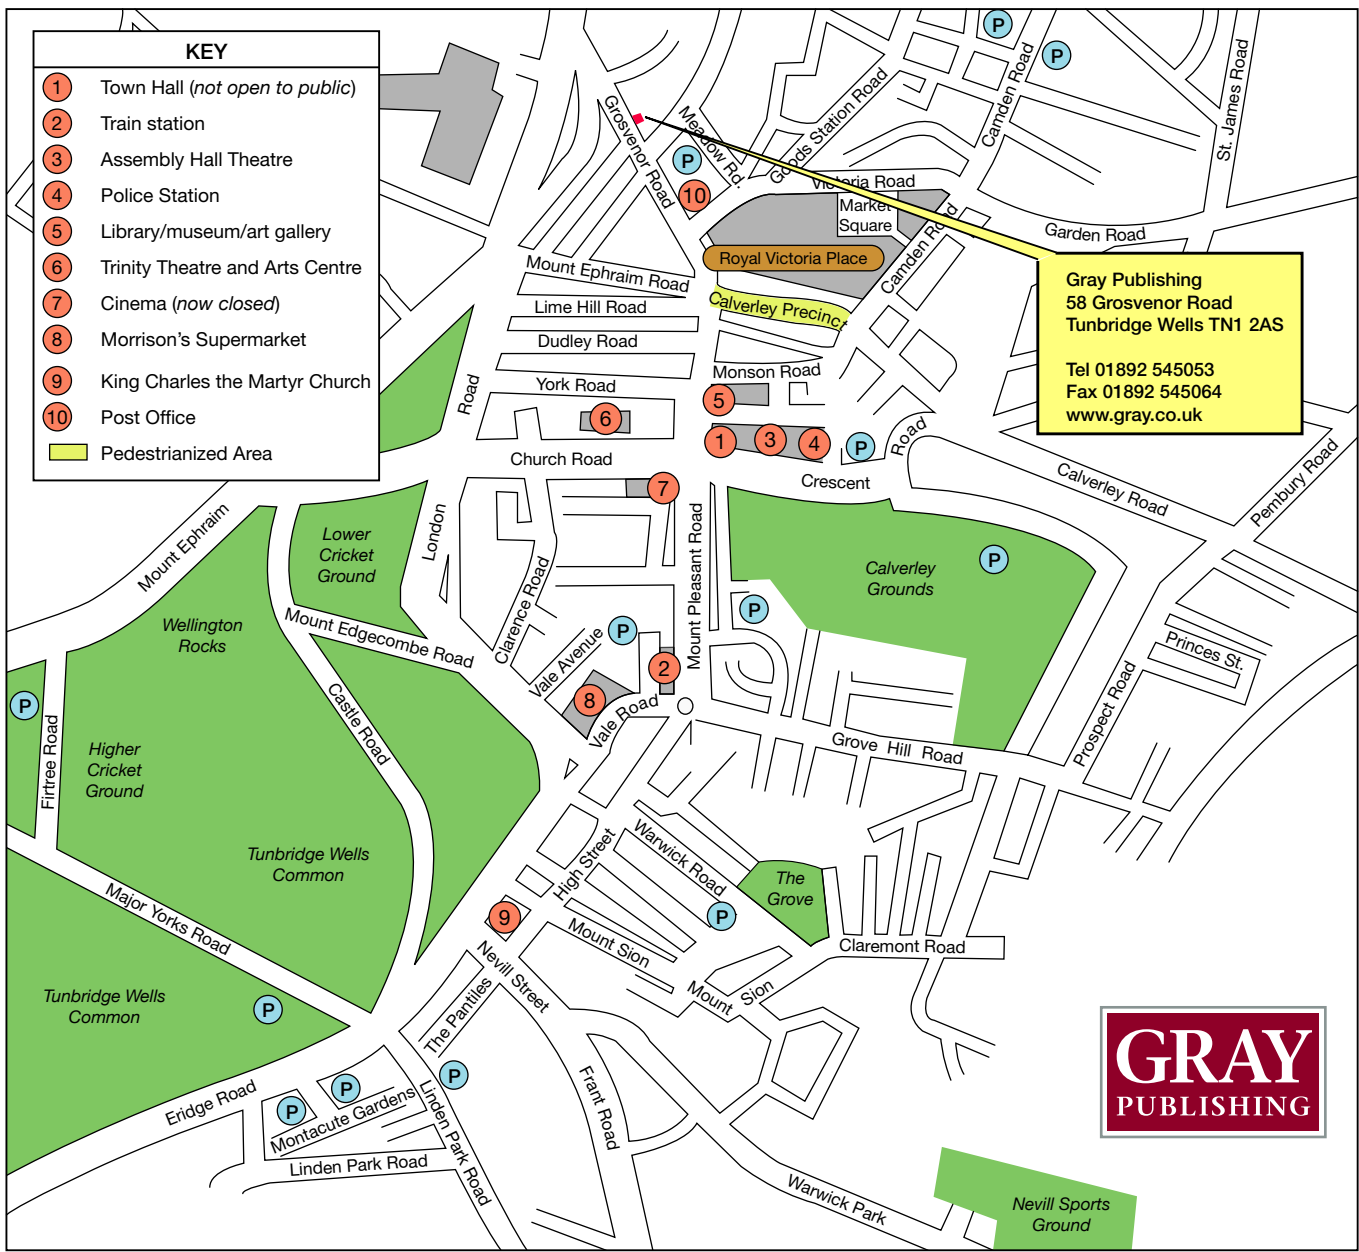 KEY
1 Town Hall (not open to public)
2 Train station
3 Assembly Hall Theatre
4 Police Station
5 Library/museum/art gallery
6 Trinity Theatre and Arts Centre
7 Cinema (now closed)
8 Morrison's Supermarket
9 King Charles the Martyr Church
10 Post Office
Pedestrianized Area
P
P
Camden Road
St. James Road
Goods Station Road
Grosvenor Road
Meadow Rd.
P
10
Victoria Road
Market
Square
Camden Road
Garden Road
Royal Victoria Place
Gray Publishing
58 Grosvenor Road
Tunbridge Wells TN1 2AS
Tel 01892 545053
Fax 01892 545064
www.gray.co.uk
Mount Ephraim Road
Calverley Precinct
Lime Hill Road
Dudley Road
Monson Road
York Road
Road
5
6
1
3
4
P
Road
Church Road
Crescent
Calverley Road
Pembury Road
7
London
Mount Ephraim
Lower
Cricket
Ground
Mount Pleasant Road
Calverley
Grounds
P
Clarence Road
P
Wellington
Rocks
Mount Edgecombe Road
Vale Avenue
P
Princes St.
2
8
Vale Road
Castle Road
P
Firtree Road
Higher
Cricket
Ground
Grove Hill Road
Prospect Road
Tunbridge Wells
Common
High Street
Warwick Road
The
Grove
P
9
Major Yorks Road
Mount Sion
Claremont Road
Nevill Street
Mount Sion
Tunbridge Wells
Common
P
The Pantiles
GRAY
PUBLISHING
P
P
P
Eridge Road
Montacute Gardens
Linden Park Road
Linden Park Road
Frant Road
Warwick Park
Nevill Sports
Ground